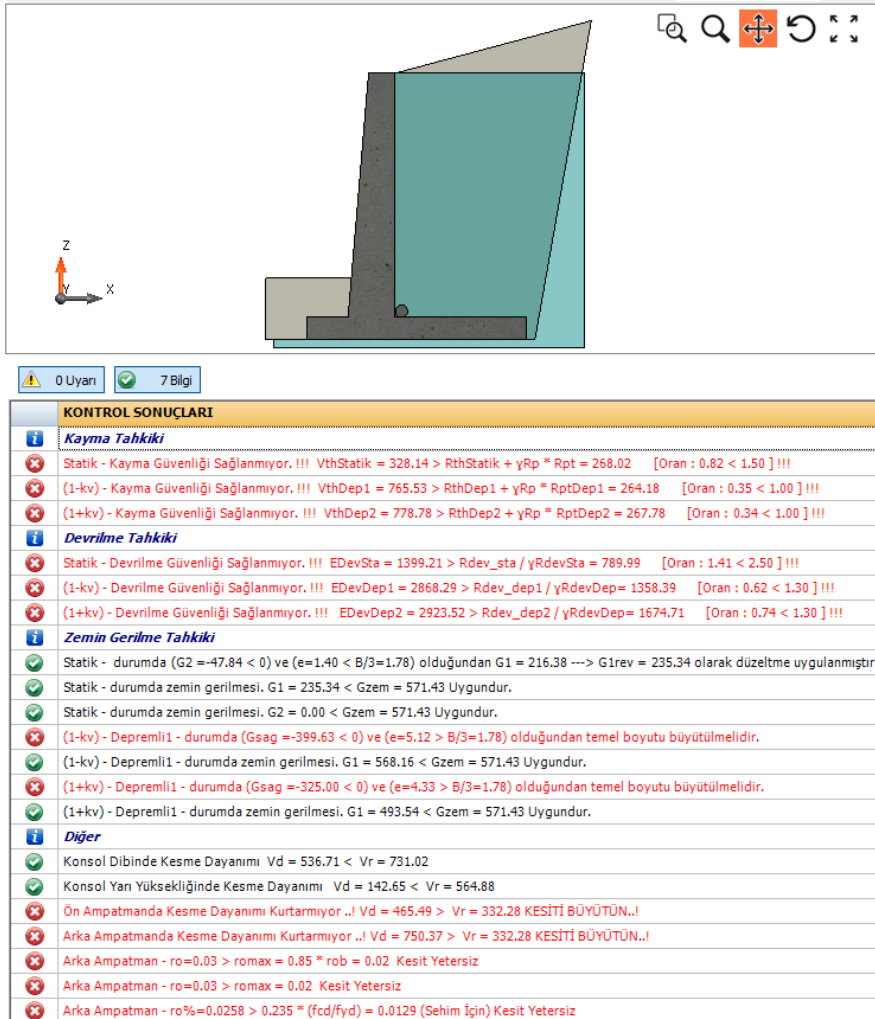 Z
Y
X
0 Uyarı
7 Bilgi
KONTROL SONUÇLARI
Kayma Tahkiki
Statik - Kayma Güvenliği Sağlanmıyor. !!! VthStatik = 328.14 > RthStatik + γRp * Rpt = 268.02 [Oran : 0.82 < 1.50 ] !!!
(1-kv) - Kayma Güvenliği Sağlanmıyor. !!! VthDep1 = 765.53 > RthDep1 + γRp * RptDep1 = 264.18 [Oran : 0.35 < 1.00 ] !!!
(1+kv) - Kayma Güvenliği Sağlanmıyor. !!! VthDep2 = 778.78 > RthDep2 + γRp * RptDep2 = 267.78 [Oran : 0.34 < 1.00 ] !!!
Devrilme Tahkiki
Statik - Devrilme Güvenliği Sağlanmıyor. !!! EDevSta = 1399.21 > Rdev_sta / γRdevSta = 789.99 [Oran : 1.41 < 2.50 ] !!!
(1-kv) - Devrilme Güvenliği Sağlanmıyor. !!! EDevDep1 = 2868.29 > Rdev_dep1 / γRdevDep= 1358.39 [Oran : 0.62 < 1.30 ] !!!
(1+kv) - Devrilme Güvenliği Sağlanmıyor. !!! EDevDep2 = 2923.52 > Rdev_dep2 / γRdevDep= 1674.71 [Oran : 0.74 < 1.30 ] !!!
Zemin Gerilme Tahkiki
Statik - durumda (G2 =-47.84 < 0) ve (e=1.40 < B/3=1.78) olduğundan G1 = 216.38 ---> G1rev = 235.34 olarak düzeltme uygulanmıştır
Statik - durumda zemin gerilmesi. G1 = 235.34 < Gzem = 571.43 Uygundur.
Statik - durumda zemin gerilmesi. G2 = 0.00 < Gzem = 571.43 Uygundur.
(1-kv) - Depremli1 - durumda (Gsag =-399.63 < 0) ve (e=5.12 > B/3=1.78) olduğundan temel boyutu büyütülmelidir.
(1-kv) - Depremli1 - durumda zemin gerilmesi. G1 = 568.16 < Gzem = 571.43 Uygundur.
(1+kv) - Depremli1 - durumda (Gsag =-325.00 < 0) ve (e=4.33 > B/3=1.78) olduğundan temel boyutu büyütülmelidir.
(1+kv) - Depremli1 - durumda zemin gerilmesi. G1 = 493.54 < Gzem = 571.43 Uygundur.
Diğer
Konsol Dibinde Kesme Dayanımı Vd = 536.71 < Vr = 731.02
Konsol Yarı Yüksekliğinde Kesme Dayanımı Vd = 142.65 < Vr = 564.88
Ön Ampatmanda Kesme Dayanımı Kurtarmıyor ..! Vd = 465.49 > Vr = 332.28 KESİTİ BÜYÜTÜN..!
Arka Ampatmanda Kesme Dayanımı Kurtarmıyor ..! Vd = 750.37 > Vr = 332.28 KESİTİ BÜYÜTÜN..!
Arka Ampatman - ro=0.03 > romax = 0.85 * rob = 0.02 Kesit Yetersiz
Arka Ampatman - ro=0.03 > romax = 0.02 Kesit Yetersiz
Arka Ampatman - ro%=0.0258 > 0.235 * (fcd/fyd) = 0.0129 (Sehim İçin) Kesit Yetersiz